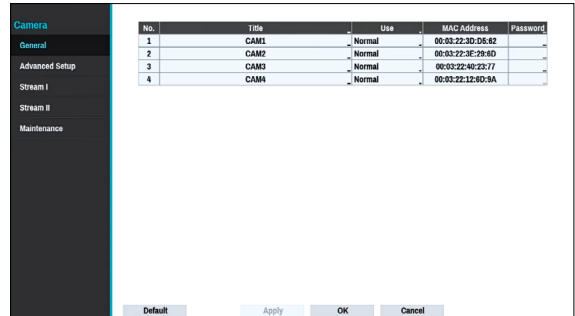 Camera
General
Advanced Setup
Stream I
Stream II
Maintenance
No. Title Use MAC Address Password
1 CAM1 Normal 00:03:22:3D:D5:62
2 CAM2 Normal 00:03:22:3E:29:6D
3 CAM3 Normal 00:03:22:40:23:77
4 CAM4 Normal 00:03:22:12:6D:9A
Default Apply OK Cancel